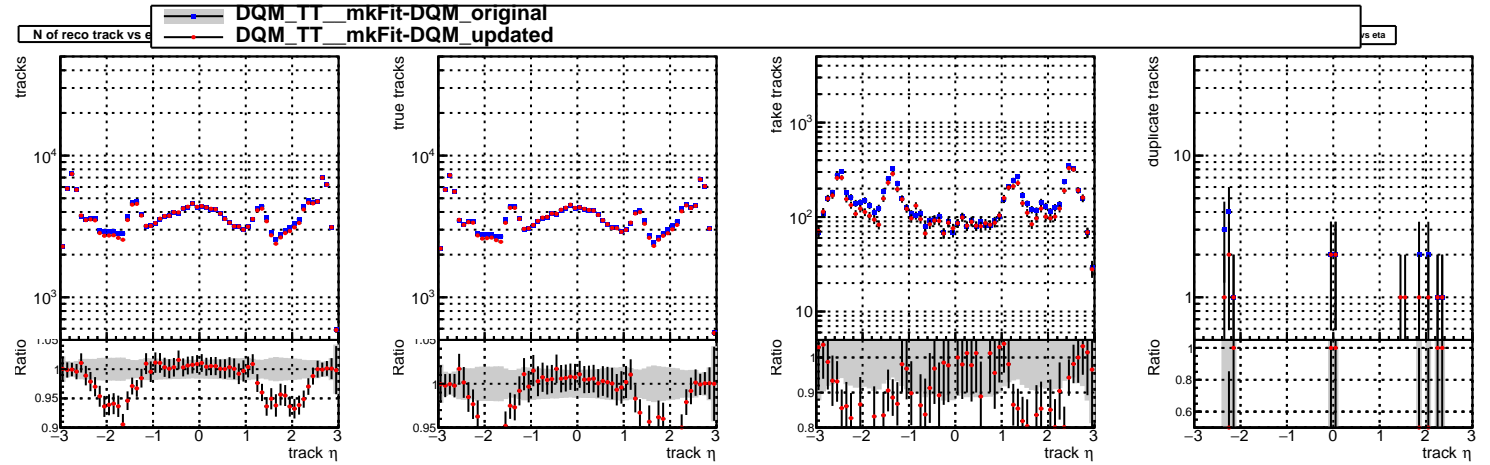 DQM_TT__mkFit-DQM_original
DQM_TT__mkFit-DQM_updated
N of reco track vs e
vs eta
tracks
10⁴
10³
Ratio
1.05
1
0.95
0.9
−3 −2 −1 0 1 2 3
track η
true tracks
10⁴
10³
Ratio
1.05
1
0.95
−3 −2 −1 0 1 2 3
track η
fake tracks
10³
10²
10
Ratio
1
0.9
0.8
−3 −2 −1 0 1 2 3
track η
duplicate tracks
10
1
Ratio
1
0.8
0.6
−3 −2 −1 0 1 2 3
track η